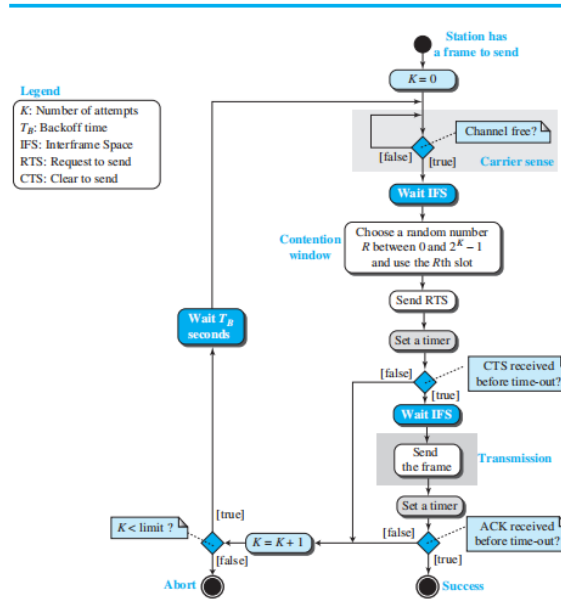 Station has
a frame to send
K = 0
Legend
K: Number of attempts
T_B: Backoff time
IFS: Interframe Space
RTS: Request to send
CTS: Clear to send
Channel free?
[false]
[true]
Carrier sense
Wait IFS
Contention
window
Choose a random number
R between 0 and 2^K − 1
and use the Rth slot
Send RTS
Wait T_B
seconds
Set a timer
[false]
CTS received
before time-out?
[true]
Wait IFS
Send
the frame
Transmission
Set a timer
[true]
K < limit ?
K = K + 1
[false]
ACK received
before time-out?
[false]
[true]
Abort
Success